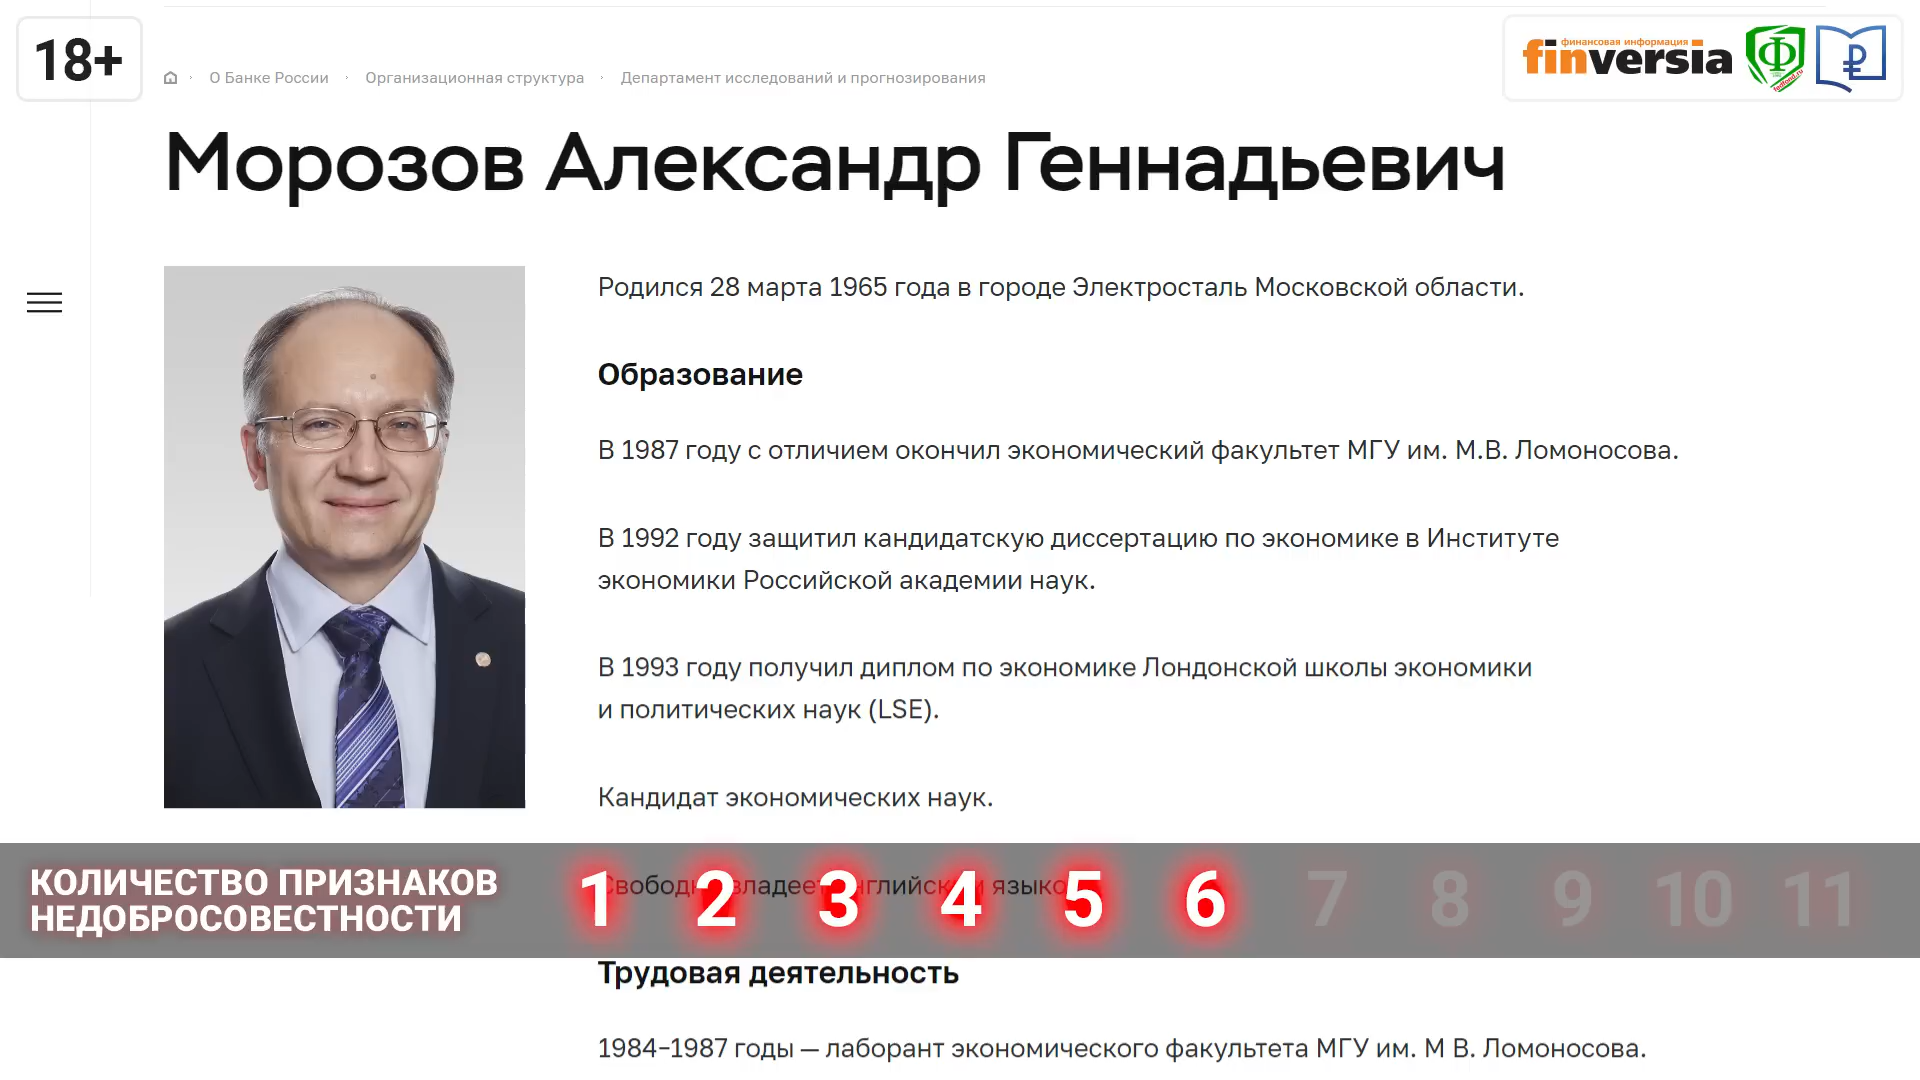 18+
финансовая информация
finversia
Ф
fedfond.ru
О Банке России · Организационная структура · Департамент исследований и прогнозирования
Морозов Александр Геннадьевич
Родился 28 марта 1965 года в городе Электросталь Московской области.
Образование
В 1987 году с отличием окончил экономический факультет МГУ им. М.В. Ломоносова.
В 1992 году защитил кандидатскую диссертацию по экономике в Институте
экономики Российской академии наук.
В 1993 году получил диплом по экономике Лондонской школы экономики
и политических наук (LSE).
Кандидат экономических наук.
КОЛИЧЕСТВО ПРИЗНАКОВ
НЕДОБРОСОВЕСТНОСТИ
1 2 3 4 5 6 7 8 9 10 11
Трудовая деятельность
1984–1987 годы — лаборант экономического факультета МГУ им. М В. Ломоносова.